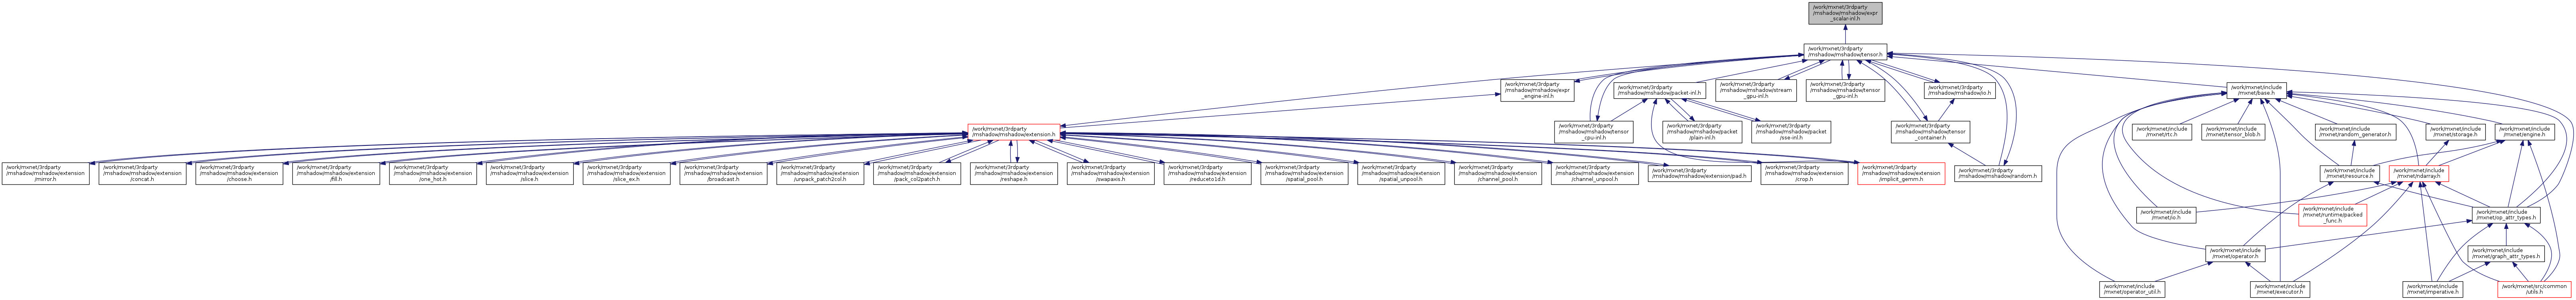 /work/mxnet/3rdparty
/mshadow/mshadow/expr
_scalar-inl.h
/work/mxnet/3rdparty
/mshadow/mshadow/tensor.h
/work/mxnet/3rdparty
/mshadow/mshadow/expr
_engine-inl.h
/work/mxnet/3rdparty
/mshadow/mshadow/packet-inl.h
/work/mxnet/3rdparty
/mshadow/mshadow/stream
_gpu-inl.h
/work/mxnet/3rdparty
/mshadow/mshadow/tensor
_gpu-inl.h
/work/mxnet/3rdparty
/mshadow/mshadow/io.h
/work/mxnet/include
/mxnet/base.h
/work/mxnet/3rdparty
/mshadow/mshadow/extension.h
/work/mxnet/3rdparty
/mshadow/mshadow/tensor
_cpu-inl.h
/work/mxnet/3rdparty
/mshadow/mshadow/packet
/plain-inl.h
/work/mxnet/3rdparty
/mshadow/mshadow/packet
/sse-inl.h
/work/mxnet/3rdparty
/mshadow/mshadow/tensor
_container.h
/work/mxnet/include
/mxnet/rtc.h
/work/mxnet/include
/mxnet/tensor_blob.h
/work/mxnet/include
/mxnet/random_generator.h
/work/mxnet/include
/mxnet/storage.h
/work/mxnet/include
/mxnet/engine.h
/work/mxnet/3rdparty
/mshadow/mshadow/extension
/mirror.h
/work/mxnet/3rdparty
/mshadow/mshadow/extension
/concat.h
/work/mxnet/3rdparty
/mshadow/mshadow/extension
/choose.h
/work/mxnet/3rdparty
/mshadow/mshadow/extension
/fill.h
/work/mxnet/3rdparty
/mshadow/mshadow/extension
/one_hot.h
/work/mxnet/3rdparty
/mshadow/mshadow/extension
/slice.h
/work/mxnet/3rdparty
/mshadow/mshadow/extension
/slice_ex.h
/work/mxnet/3rdparty
/mshadow/mshadow/extension
/broadcast.h
/work/mxnet/3rdparty
/mshadow/mshadow/extension
/unpack_patch2col.h
/work/mxnet/3rdparty
/mshadow/mshadow/extension
/pack_col2patch.h
/work/mxnet/3rdparty
/mshadow/mshadow/extension
/reshape.h
/work/mxnet/3rdparty
/mshadow/mshadow/extension
/swapaxis.h
/work/mxnet/3rdparty
/mshadow/mshadow/extension
/reduceto1d.h
/work/mxnet/3rdparty
/mshadow/mshadow/extension
/spatial_pool.h
/work/mxnet/3rdparty
/mshadow/mshadow/extension
/spatial_unpool.h
/work/mxnet/3rdparty
/mshadow/mshadow/extension
/channel_pool.h
/work/mxnet/3rdparty
/mshadow/mshadow/extension
/channel_unpool.h
/work/mxnet/3rdparty
/mshadow/mshadow/extension/pad.h
/work/mxnet/3rdparty
/mshadow/mshadow/extension
/crop.h
/work/mxnet/3rdparty
/mshadow/mshadow/extension
/implicit_gemm.h
/work/mxnet/3rdparty
/mshadow/mshadow/random.h
/work/mxnet/include
/mxnet/resource.h
/work/mxnet/include
/mxnet/ndarray.h
/work/mxnet/include
/mxnet/io.h
/work/mxnet/include
/mxnet/runtime/packed
_func.h
/work/mxnet/include
/mxnet/op_attr_types.h
/work/mxnet/include
/mxnet/operator.h
/work/mxnet/include
/mxnet/graph_attr_types.h
/work/mxnet/include
/mxnet/operator_util.h
/work/mxnet/include
/mxnet/executor.h
/work/mxnet/include
/mxnet/imperative.h
/work/mxnet/src/common
/utils.h